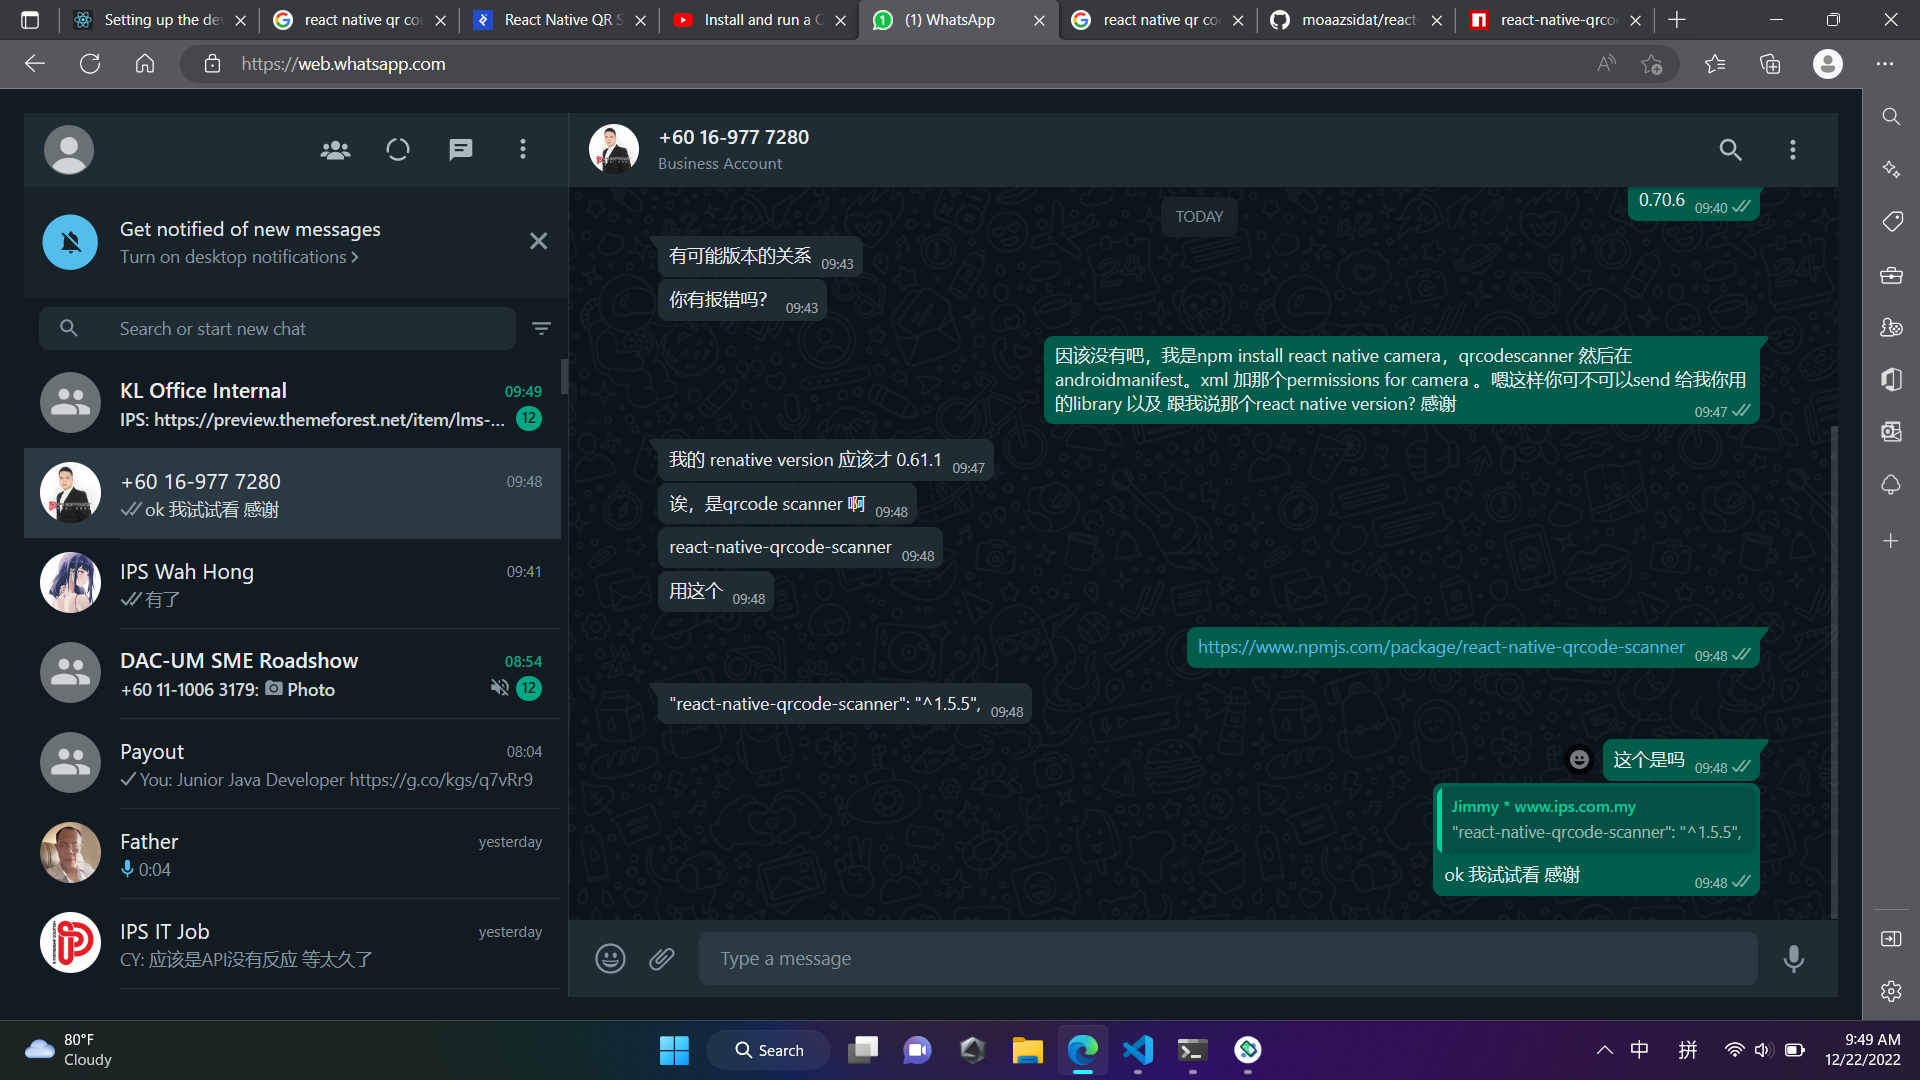 Setting up the dev
react native qr co
React Native QR S
Install and run a C
(1) WhatsApp
react native qr co
moaazsidat/react-
react-native-qrco
https://web.whatsapp.com
+60 16-977 7280
Business Account
Get notified of new messages
Turn on desktop notifications
Search or start new chat
KL Office Internal
09:49
IPS: https://preview.themeforest.net/item/lms-...
12
+60 16-977 7280
09:48
ok 我试试看 感谢
IPS Wah Hong
09:41
有了
DAC-UM SME Roadshow
08:54
+60 11-1006 3179: Photo
12
Payout
08:04
You: Junior Java Developer https://g.co/kgs/q7vRr9
Father
yesterday
0:04
IPS IT Job
yesterday
CY: 应该是API没有反应 等太久了
0.70.6 09:40
TODAY
有可能版本的关系 09:43
你有报错吗? 09:43
因该没有吧，我是npm install react native camera，qrcodescanner 然后在
androidmanifest。xml 加那个permissions for camera 。嗯这样你可不可以send 给我你用
的library 以及 跟我说那个react native version? 感谢 09:47
我的 renative version 应该才 0.61.1 09:47
诶，是qrcode scanner 啊 09:48
react-native-qrcode-scanner 09:48
用这个 09:48
https://www.npmjs.com/package/react-native-qrcode-scanner 09:48
"react-native-qrcode-scanner": "^1.5.5", 09:48
这个是吗 09:48
Jimmy * www.ips.com.my
"react-native-qrcode-scanner": "^1.5.5",
ok 我试试看 感谢 09:48
Type a message
80°F
Cloudy
Search
中
拼
9:49 AM
12/22/2022